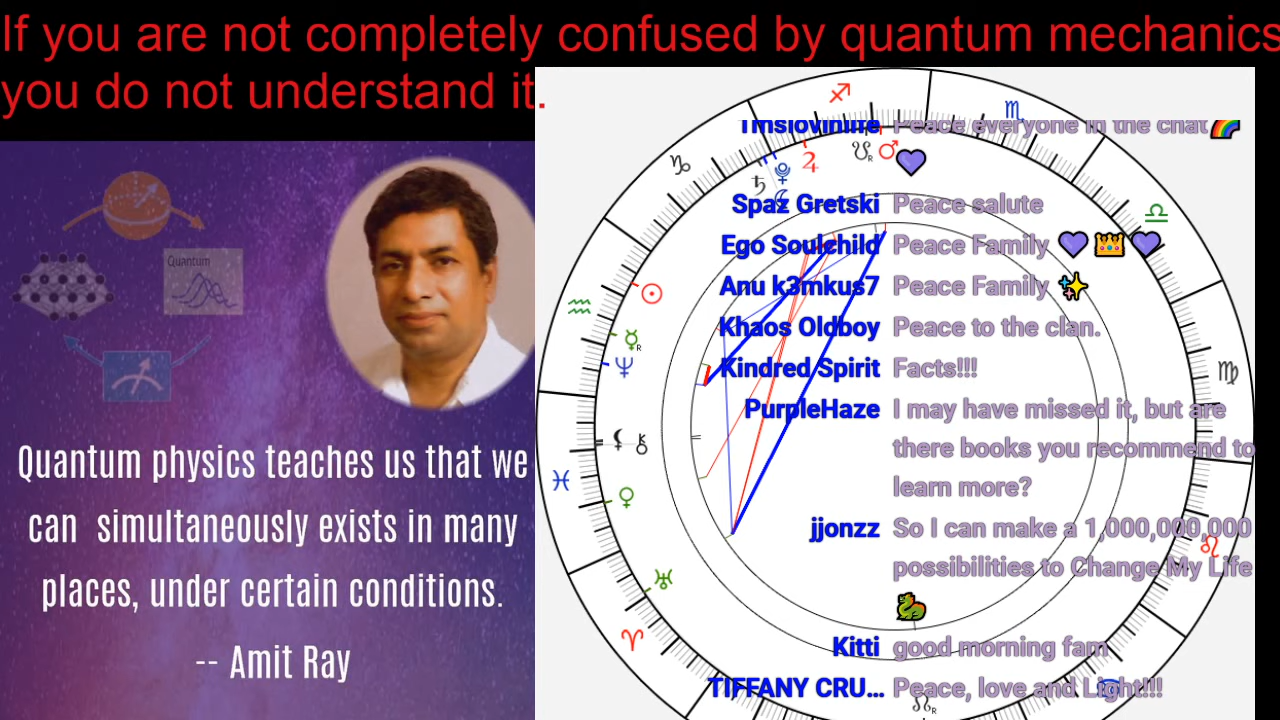 If you are not completely confused by quantum mechanics
you do not understand it.
Quantum
Quantum physics teaches us that we
can simultaneously exists in many
places, under certain conditions.
-- Amit Ray
Peace everyone in the chat🌈
💜
Spaz Gretski Peace salute
Ego Soulchild Peace Family 💜👑💜
Anu k3mkus7 Peace Family ✨
Khaos Oldboy Peace to the clan.
Kindred Spirit Facts!!!
PurpleHaze I may have missed it, but are
there books you recommend to
learn more?
jjonzz So I can make a 1,000,000,000
possibilities to Change My Life
🐉
Kitti good morning fam
TIFFANY CRU... Peace, love and Light!!!